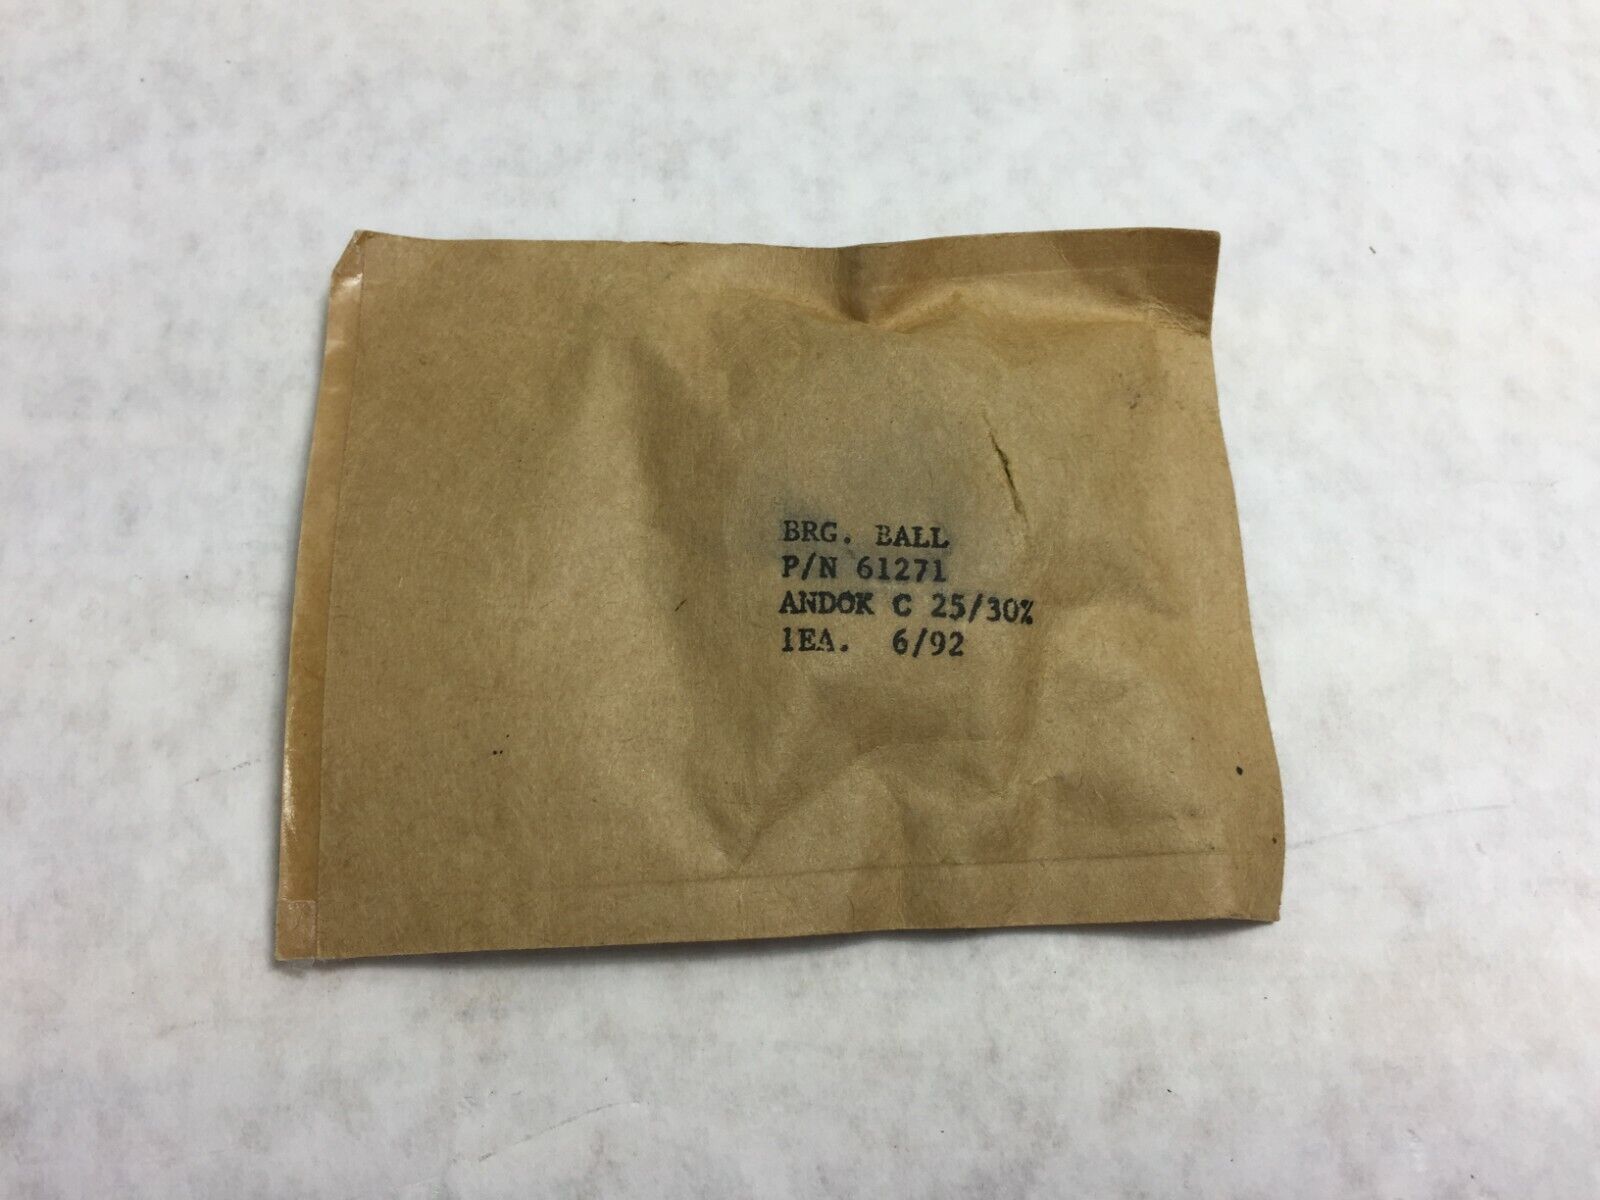 BRG. BALL
P/N 61271
ANDOK C 25/30%
1EA. 6/92